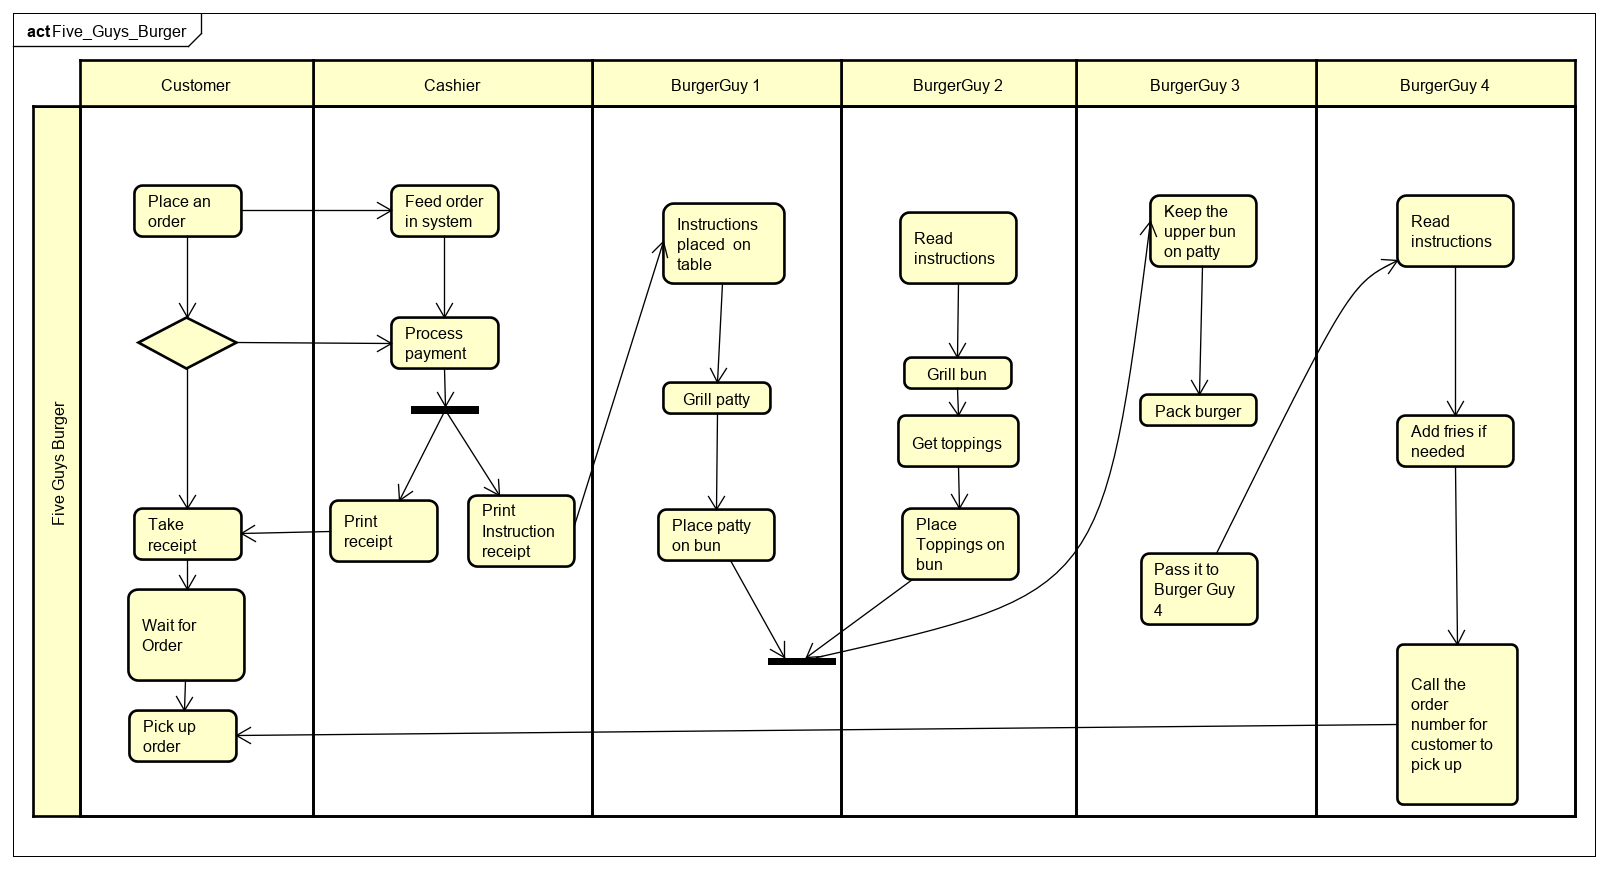 act Five_Guys_Burger
Customer
Cashier
BurgerGuy 1
BurgerGuy 2
BurgerGuy 3
BurgerGuy 4
Five Guys Burger
Place an
order
Take
receipt
Wait for
Order
Pick up
order
Feed order
in system
Process
payment
Print
receipt
Print
Instruction
receipt
Instructions
placed on
table
Grill patty
Place patty
on bun
Read
instructions
Grill bun
Get toppings
Place
Toppings on
bun
Keep the
upper bun
on patty
Pack burger
Pass it to
Burger Guy
4
Read
instructions
Add fries if
needed
Call the
order
number for
customer to
pick up